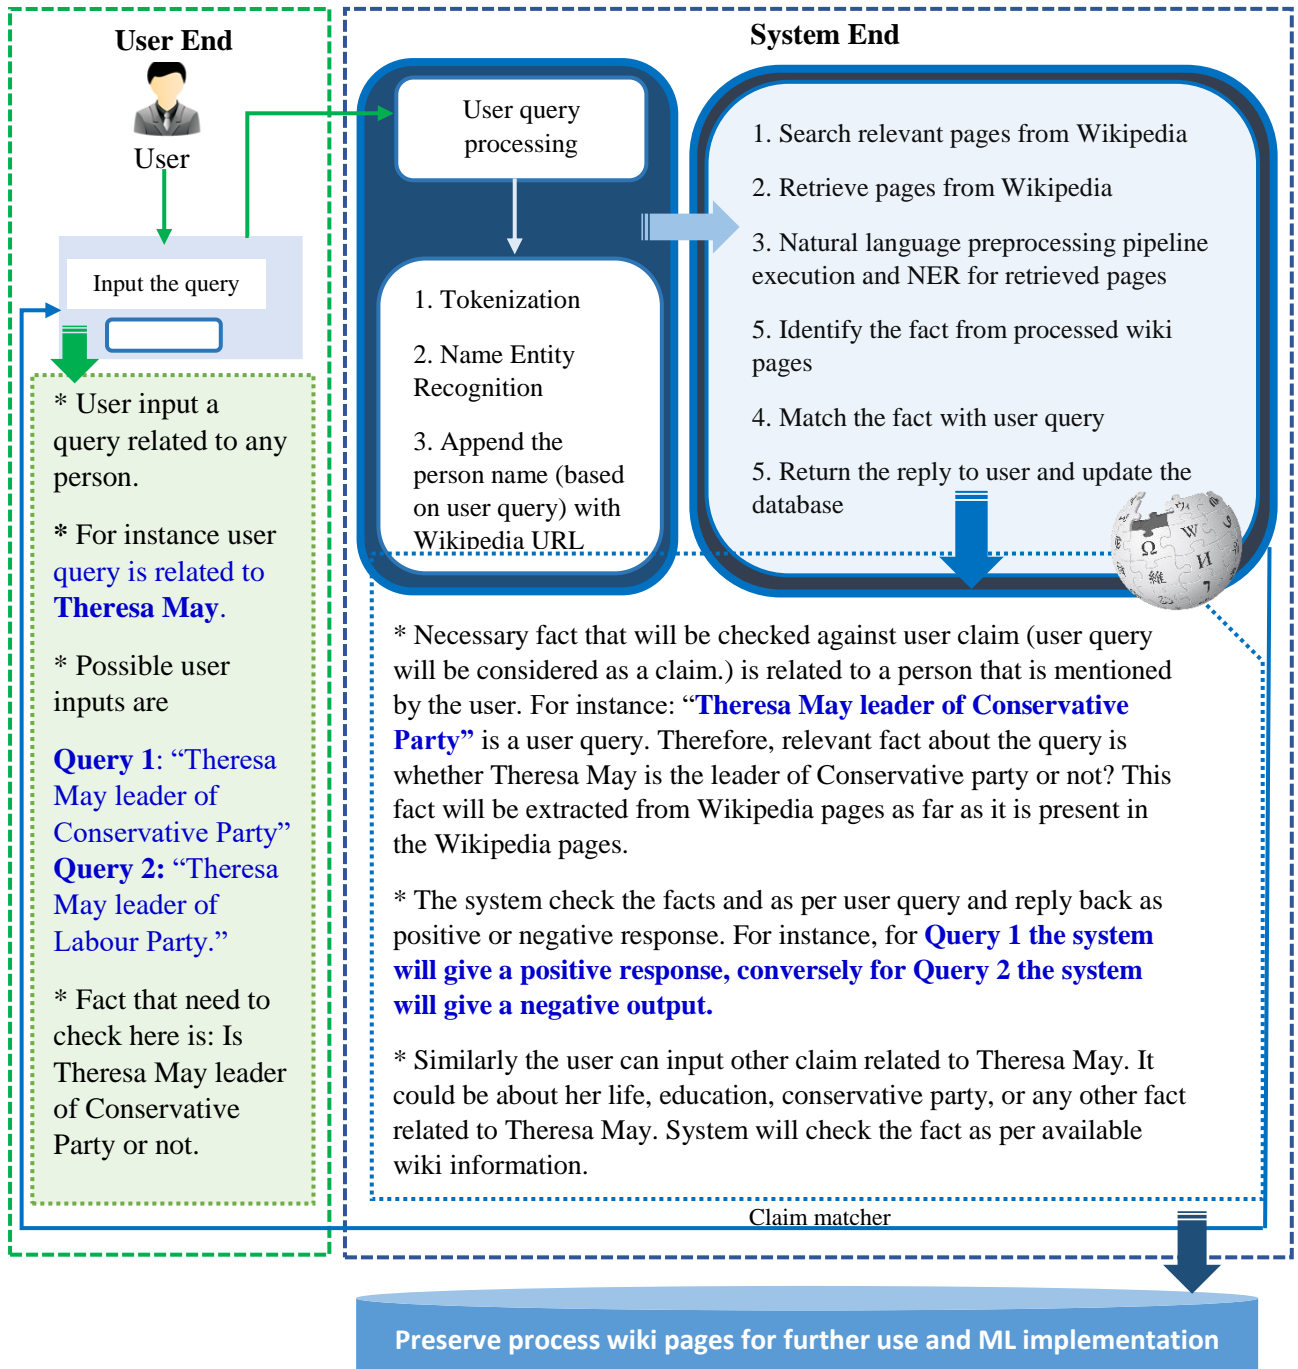 User End
User
Input the query
* User input a
query related to any
person.
* For instance user
query is related to
Theresa May.
* Possible user
inputs are
Query 1: “Theresa
May leader of
Conservative Party”
Query 2: “Theresa
May leader of
Labour Party.”
* Fact that need to
check here is: Is
Theresa May leader
of Conservative
Party or not.
System End
User query
processing
1. Tokenization
2. Name Entity
Recognition
3. Append the
person name (based
on user query) with
Wikipedia URL
1. Search relevant pages from Wikipedia
2. Retrieve pages from Wikipedia
3. Natural language preprocessing pipeline
execution and NER for retrieved pages
5. Identify the fact from processed wiki
pages
4. Match the fact with user query
5. Return the reply to user and update the
database
Ω W И 維 7
* Necessary fact that will be checked against user claim (user query
will be considered as a claim.) is related to a person that is mentioned
by the user. For instance: “Theresa May leader of Conservative
Party” is a user query. Therefore, relevant fact about the query is
whether Theresa May is the leader of Conservative party or not? This
fact will be extracted from Wikipedia pages as far as it is present in
the Wikipedia pages.
* The system check the facts and as per user query and reply back as
positive or negative response. For instance, for Query 1 the system
will give a positive response, conversely for Query 2 the system
will give a negative output.
* Similarly the user can input other claim related to Theresa May. It
could be about her life, education, conservative party, or any other fact
related to Theresa May. System will check the fact as per available
wiki information.
Claim matcher
Preserve process wiki pages for further use and ML implementation